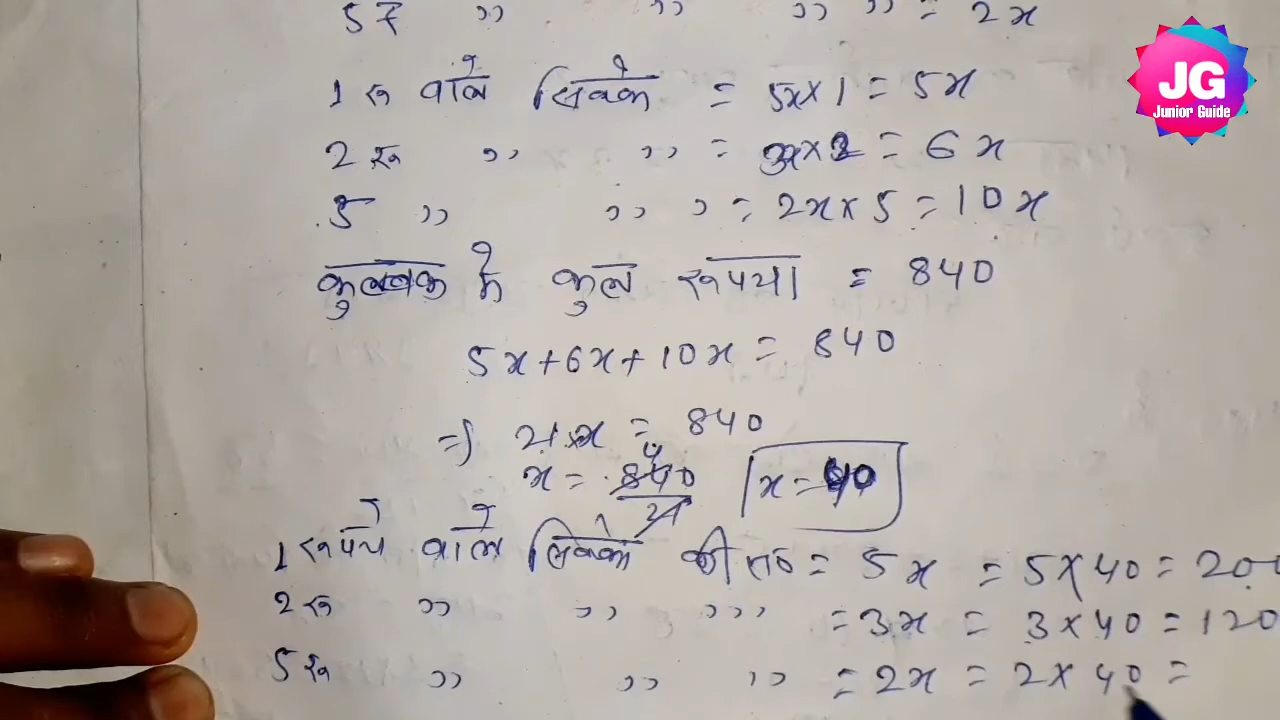 5रु " " " " = 2x
JG
Junior Guide
1 रु वाले सिक्के = 5x×1 = 5x
2 रु " " = 3x×2 = 6x
5 " " " = 2x×5 = 10x
के कुल रूपया = 840
5x+6x+10x = 840
=) 21x = 840
x = 840/21 x = 40
1 रूपये वाले सिक्को की सं० = 5x = 5×40 = 200
2 रु " " " = 3x = 3×40 = 120
5 रु " " " = 2x = 2×40 =